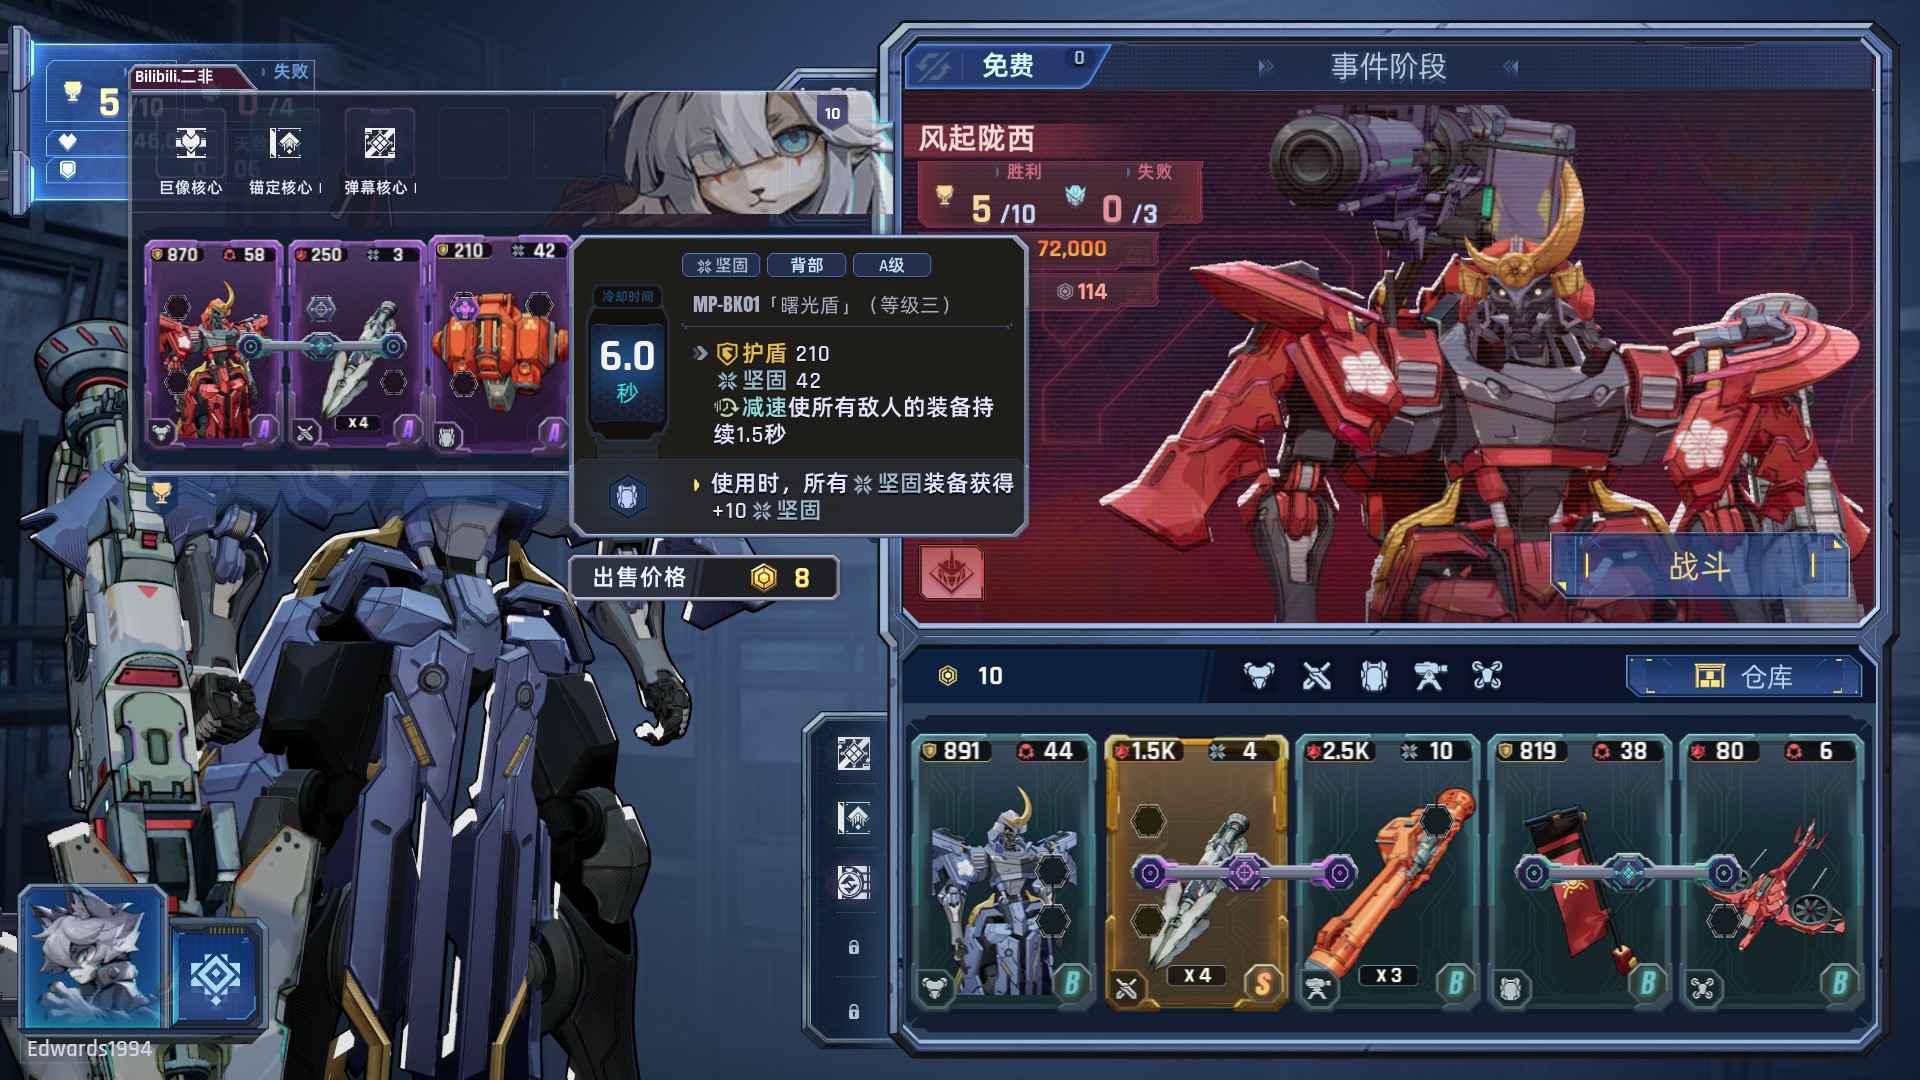 失败
5 /10
0 /4
Bilibili.二非
10
巨像核心
锚定核心 I
弹幕核心 I
870
58
250
3
210
42
A
x4
A
A
坚固
背部
A级
冷却时间
6.0
秒
MP-BK01「曙光盾」（等级三）
护盾 210
坚固 42
减速使所有敌人的装备持
续1.5秒
使用时，所有坚固装备获得
+10 坚固
出售价格
8
免费
0
事件阶段
风起陇西
胜利
失败
5 /10
0 /3
72,000
114
战斗
10
仓库
891
44
1.5K
4
2.5K
10
819
38
80
6
B
x4
S
x3
B
B
B
Edwards1994